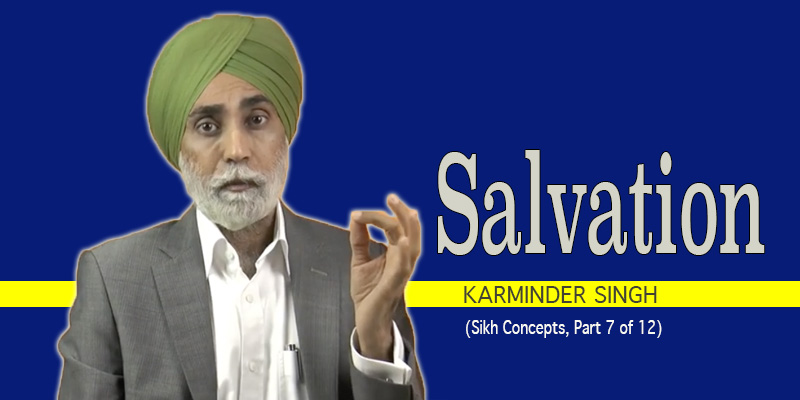 Salvation
KARMINDER SINGH
(Sikh Concepts, Part 7 of 12)